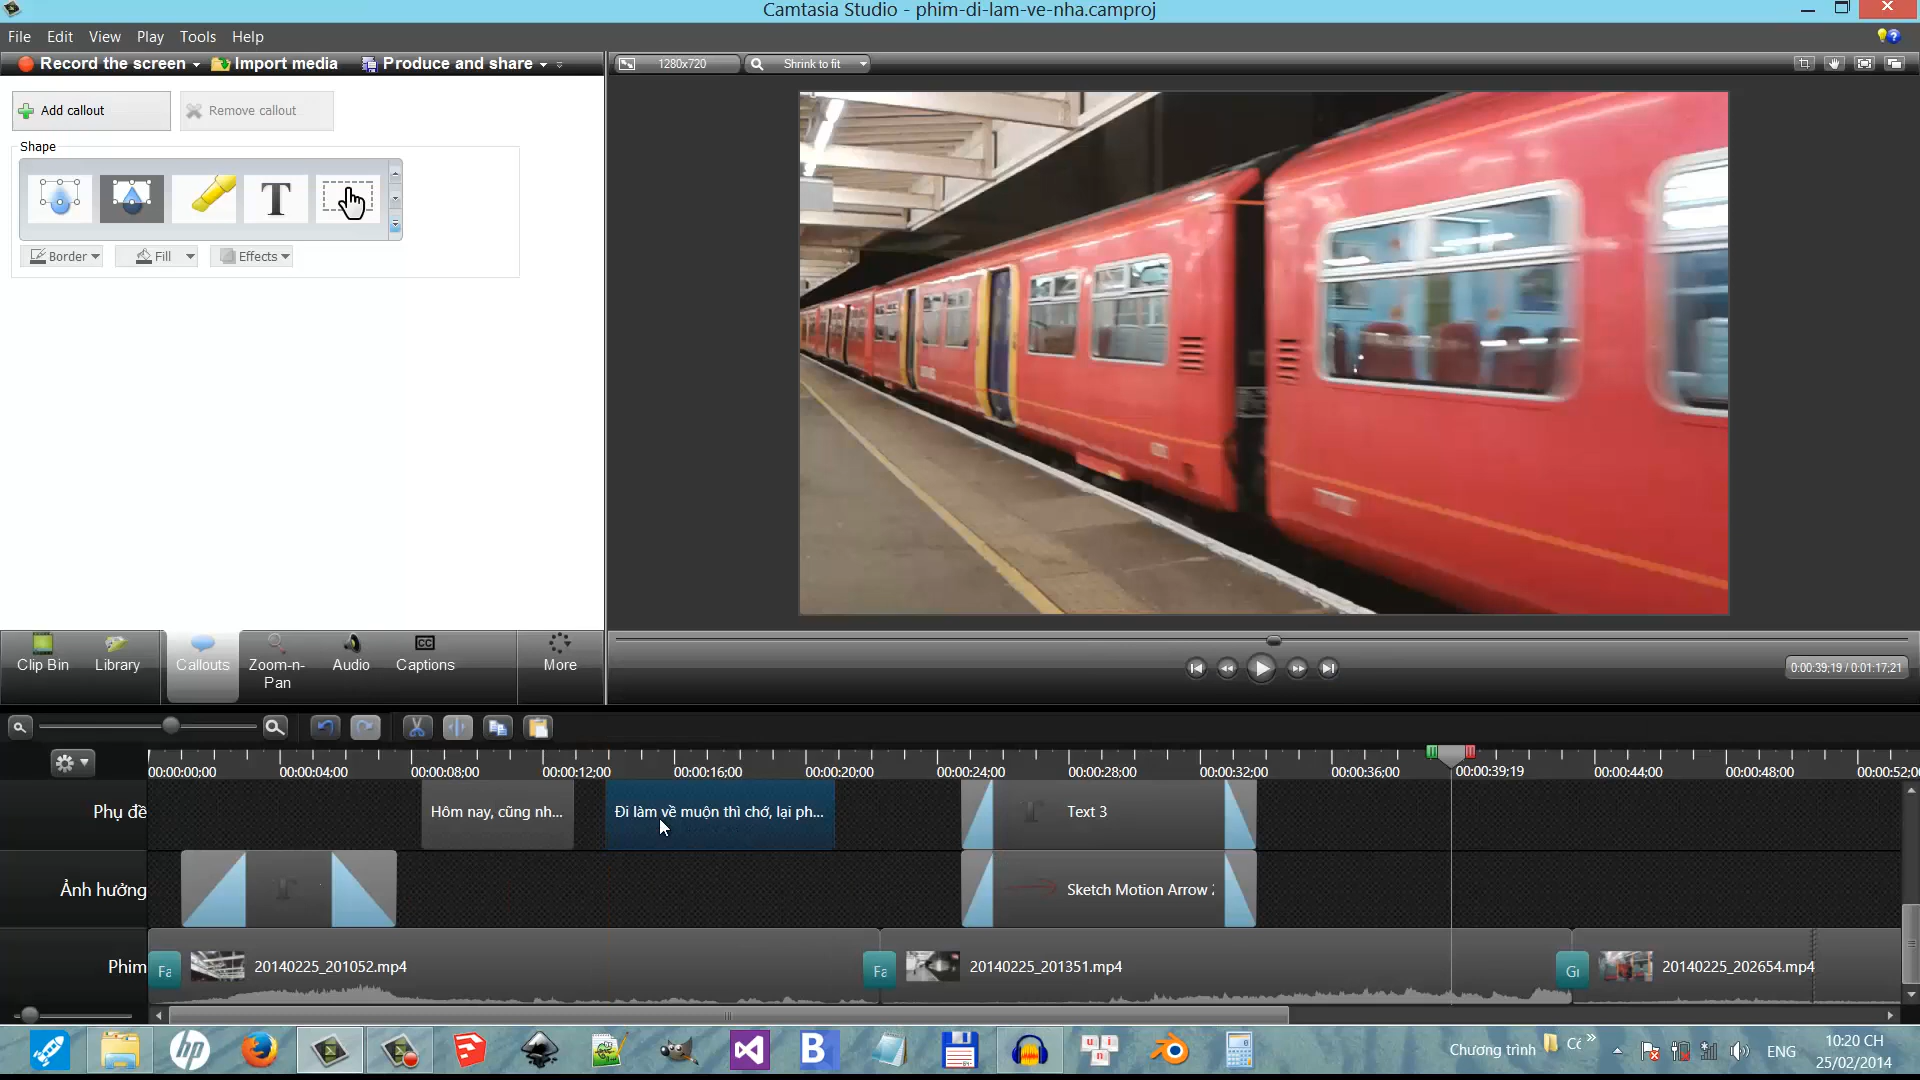 Camtasia Studio - phim-di-lam-ve-nha.camproj
File Edit View Play Tools Help
Record the screen Import media Produce and share
1280x720 Shrink to fit
Add callout Remove callout
Shape
T
Border Fill Effects
Clip Bin Library Callouts Zoom-n-Pan Audio CC Captions More
0:00:39;19 / 0:01:17;21
00:00:00;00 00:00:04;00 00:00:08;00 00:00:12;00 00:00:16;00 00:00:20;00 00:00:24;00 00:00:28;00 00:00:32;00 00:00:36;00 00:00:39;19 00:00:44;00 00:00:48;00 00:00:52;0
Phụ đề Hôm nay, cũng nh... Đi làm về muộn thì chớ, lại ph... T Text 3
Ảnh hưởng T Sketch Motion Arrow
Phim Fa 20140225_201052.mp4 Fa 20140225_201351.mp4 Gi 20140225_202654.mp4
hp B u n i n Chương trình Cć ENG 10:20 CH
25/02/2014